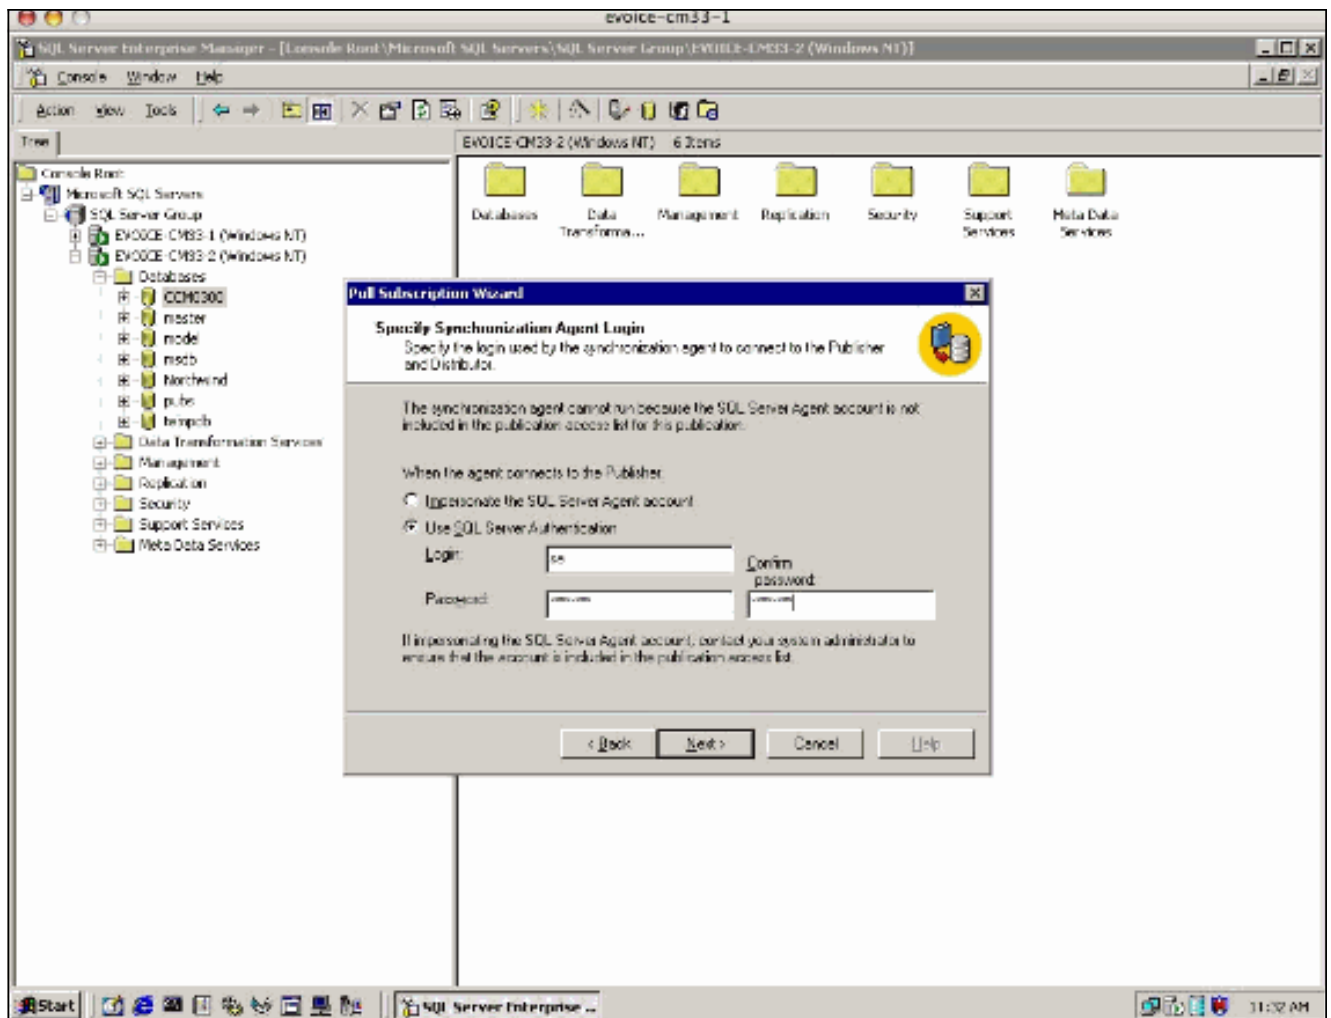 evoice-cm33-1
SQL Server Enterprise Manager - [Console Root\Microsoft SQL Servers\SQL Server Group\EVOICE-CM33-2 (Windows NT)]
Console Window Help
Action View Tools
Tree
EVOICE-CM33-2 (Windows NT) 6 Items
Console Root
Microsoft SQL Servers
SQL Server Group
EVOICE-CM33-1 (Windows NT)
EVOICE-CM33-2 (Windows NT)
Databases
CCM0300
master
model
msdb
Northwind
pubs
tempdb
Data Transformation Services
Management
Replication
Security
Support Services
Meta Data Services
Databases
Data
Transforma...
Management
Replication
Security
Support
Services
Meta Data
Services
Pull Subscription Wizard
Specify Synchronization Agent Login
Specify the login used by the synchronization agent to connect to the Publisher
and Distributor.
The synchronization agent cannot run because the SQL Server Agent account is not
included in the publication access list for this publication.
When the agent connects to the Publisher:
Impersonate the SQL Server Agent account
Use SQL Server Authentication
Login:
sa
Confirm
password:
Password:
********
********
If impersonating the SQL Server Agent account, contact your system administrator to
ensure that the account is included in the publication access list.
< Back
Next >
Cancel
Help
Start
SQL Server Enterprise ...
11:32 AM